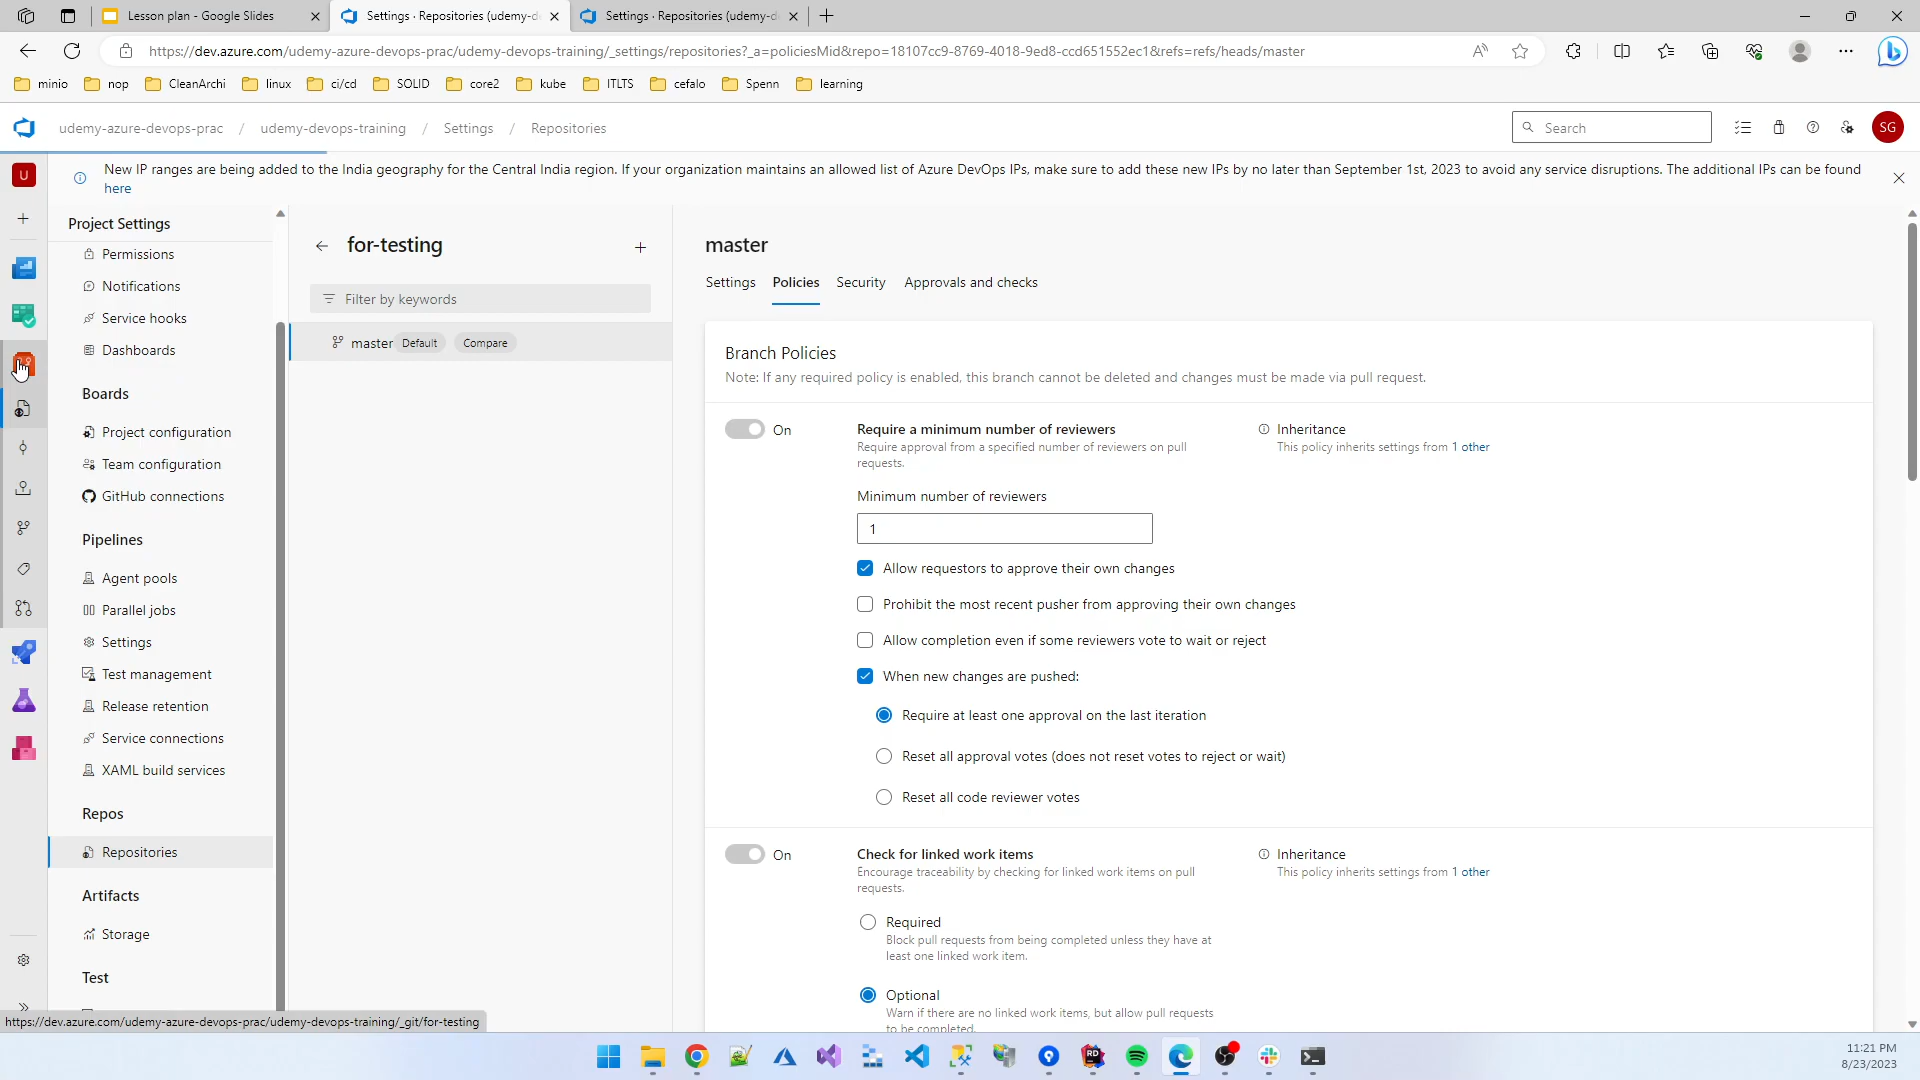 Lesson plan - Google Slides
Settings · Repositories (udemy-d
Settings · Repositories (udemy-d
https://dev.azure.com/udemy-azure-devops-prac/udemy-devops-training/_settings/repositories?_a=policiesMid&repo=18107cc9-8769-4018-9ed8-ccd651552ec1&refs=refs/heads/master
minio
nop
CleanArchi
linux
ci/cd
SOLID
core2
kube
ITLTS
cefalo
Spenn
learning
udemy-azure-devops-prac / udemy-devops-training / Settings / Repositories
Search
SG
New IP ranges are being added to the India geography for the Central India region. If your organization maintains an allowed list of Azure DevOps IPs, make sure to add these new IPs by no later than September 1st, 2023 to avoid any service disruptions. The additional IPs can be found
here
U
Project Settings
Permissions
Notifications
Service hooks
Dashboards
Boards
Project configuration
Team configuration
GitHub connections
Pipelines
Agent pools
Parallel jobs
Settings
Test management
Release retention
Service connections
XAML build services
Repos
Repositories
Artifacts
Storage
Test
for-testing
Filter by keywords
master Default Compare
master
Settings Policies Security Approvals and checks
Branch Policies
Note: If any required policy is enabled, this branch cannot be deleted and changes must be made via pull request.
On
Require a minimum number of reviewers
Require approval from a specified number of reviewers on pull
requests.
Inheritance
This policy inherits settings from 1 other
Minimum number of reviewers
1
Allow requestors to approve their own changes
Prohibit the most recent pusher from approving their own changes
Allow completion even if some reviewers vote to wait or reject
When new changes are pushed:
Require at least one approval on the last iteration
Reset all approval votes (does not reset votes to reject or wait)
Reset all code reviewer votes
On
Check for linked work items
Encourage traceability by checking for linked work items on pull
requests.
Inheritance
This policy inherits settings from 1 other
Required
Block pull requests from being completed unless they have at
least one linked work item.
Optional
Warn if there are no linked work items, but allow pull requests
to be completed.
https://dev.azure.com/udemy-azure-devops-prac/udemy-devops-training/_git/for-testing
RD
11:21 PM
8/23/2023